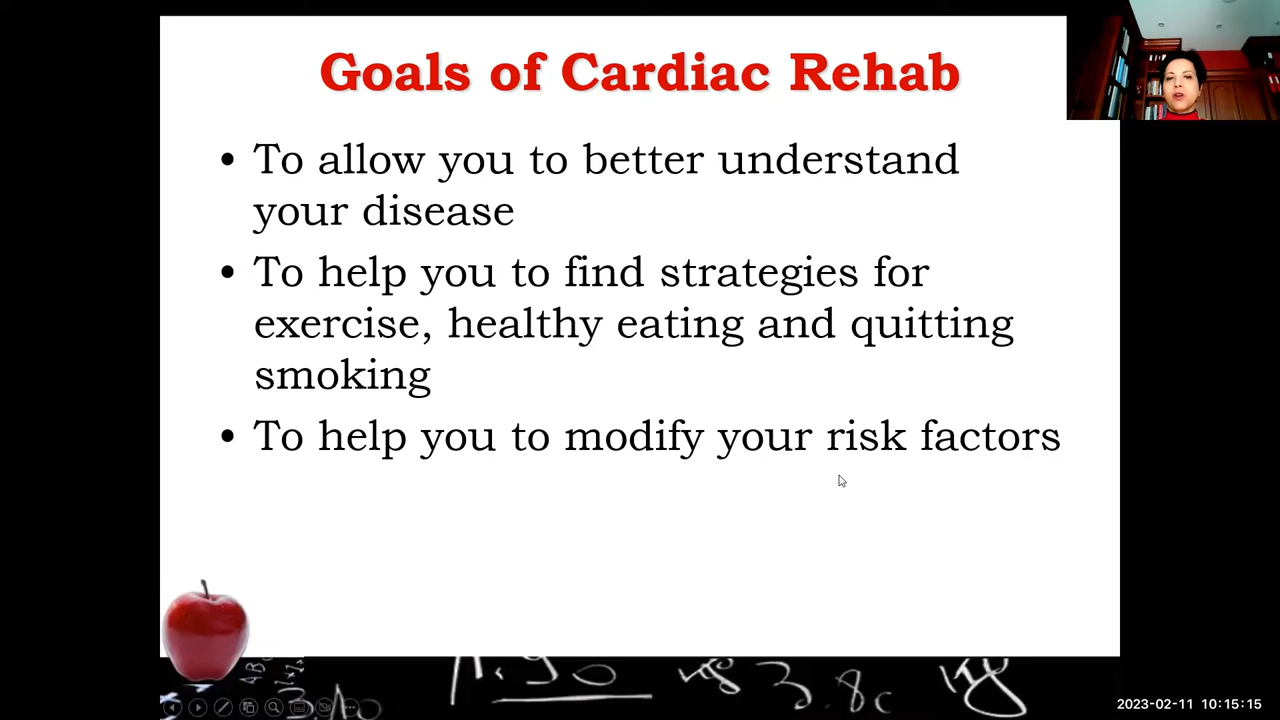 Goals of Cardiac Rehab
• To allow you to better understand
your disease
• To help you to find strategies for
exercise, healthy eating and quitting
smoking
• To help you to modify your risk factors
2023-02-11 10:15:15